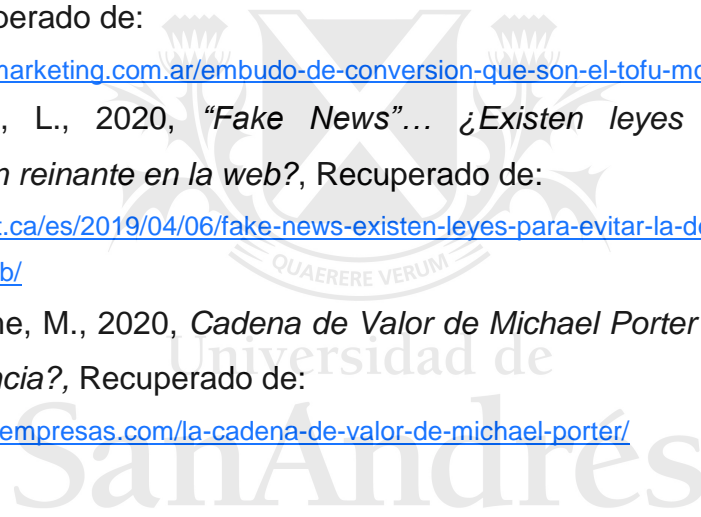 perado de:
marketing.com.ar/embudo-de-conversion-que-son-el-tofu-mo
, L., 2020, “Fake News”… ¿Existen leyes
n reinante en la web?, Recuperado de:
t.ca/es/2019/04/06/fake-news-existen-leyes-para-evitar-la-de
QUAERERE VERUM
b/
ne, M., 2020, Cadena de Valor de Michael Porter
Universidad de
ncia?, Recuperado de:
empresas.com/la-cadena-de-valor-de-michael-porter/
SanAndrés